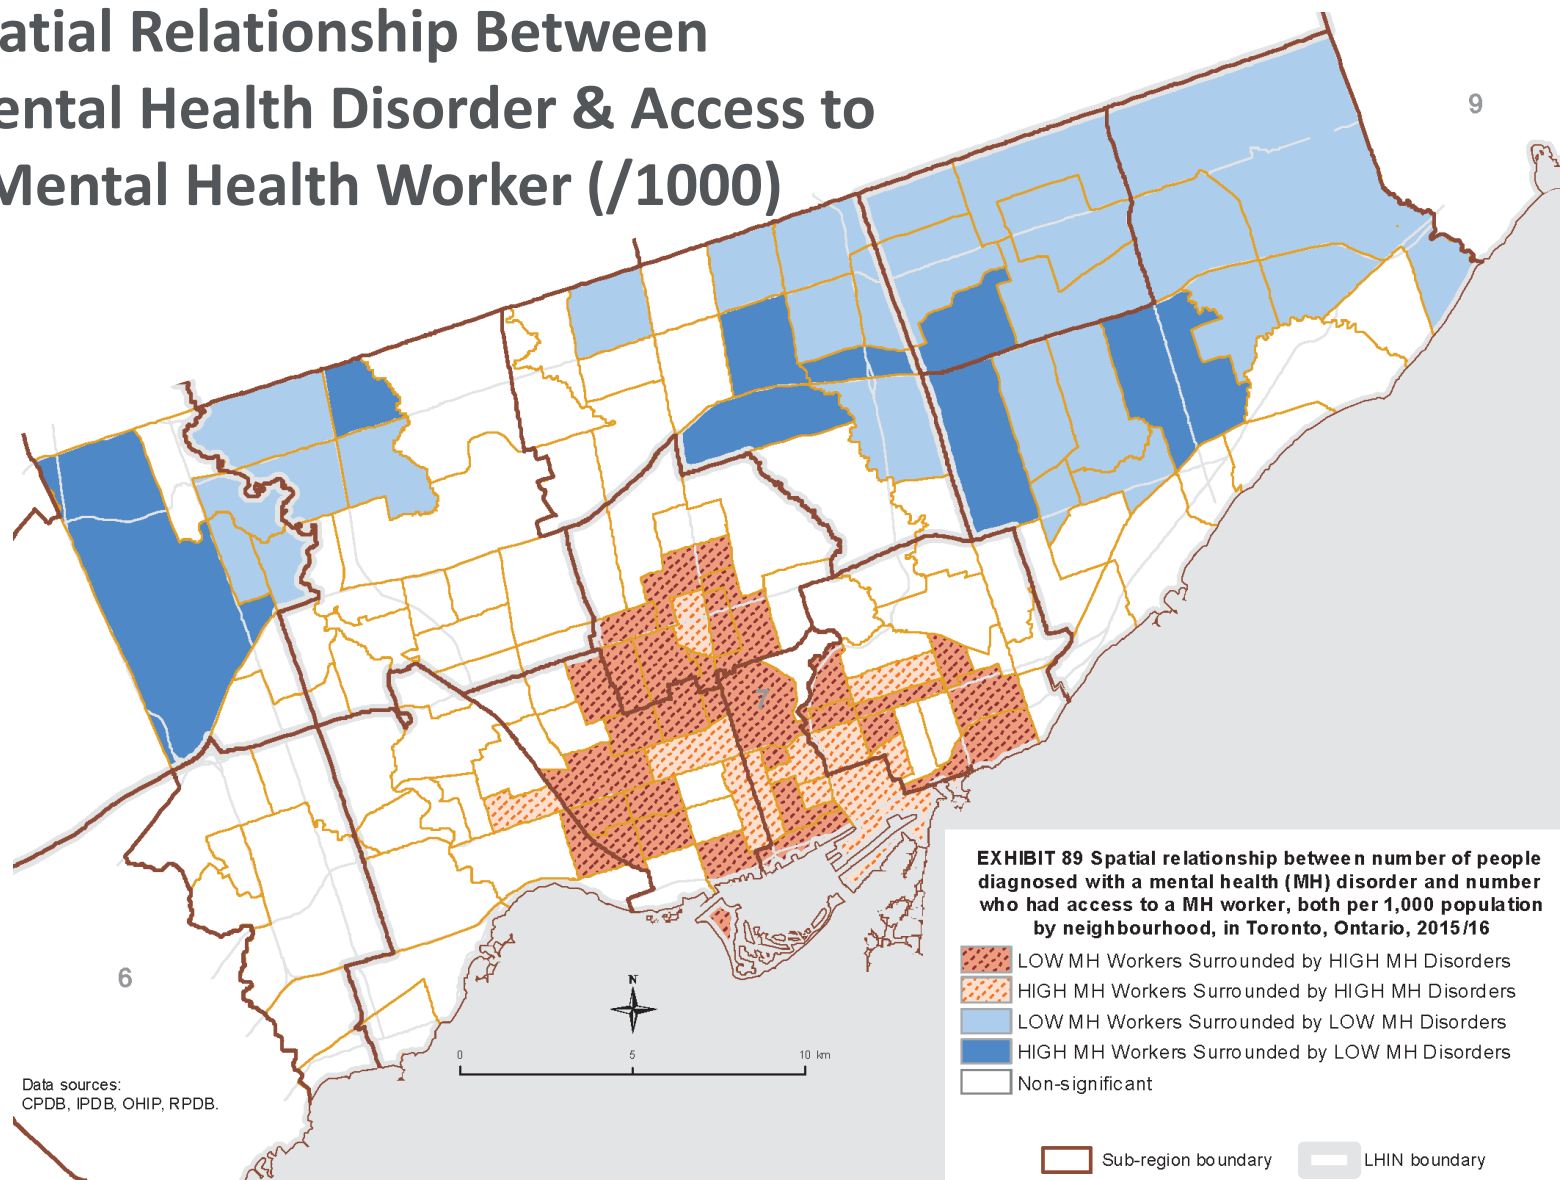 atial Relationship Between
ental Health Disorder & Access to
Mental Health Worker (/1000)
9
7
6
N
0 5 10 km
Data sources:
CPDB, IPDB, OHIP, RPDB.
EXHIBIT 89 Spatial relationship between number of people
diagnosed with a mental health (MH) disorder and number
who had access to a MH worker, both per 1,000 population
by neighbourhood, in Toronto, Ontario, 2015/16
LOW MH Workers Surrounded by HIGH MH Disorders
HIGH MH Workers Surrounded by HIGH MH Disorders
LOW MH Workers Surrounded by LOW MH Disorders
HIGH MH Workers Surrounded by LOW MH Disorders
Non-significant
Sub-region boundary LHIN boundary